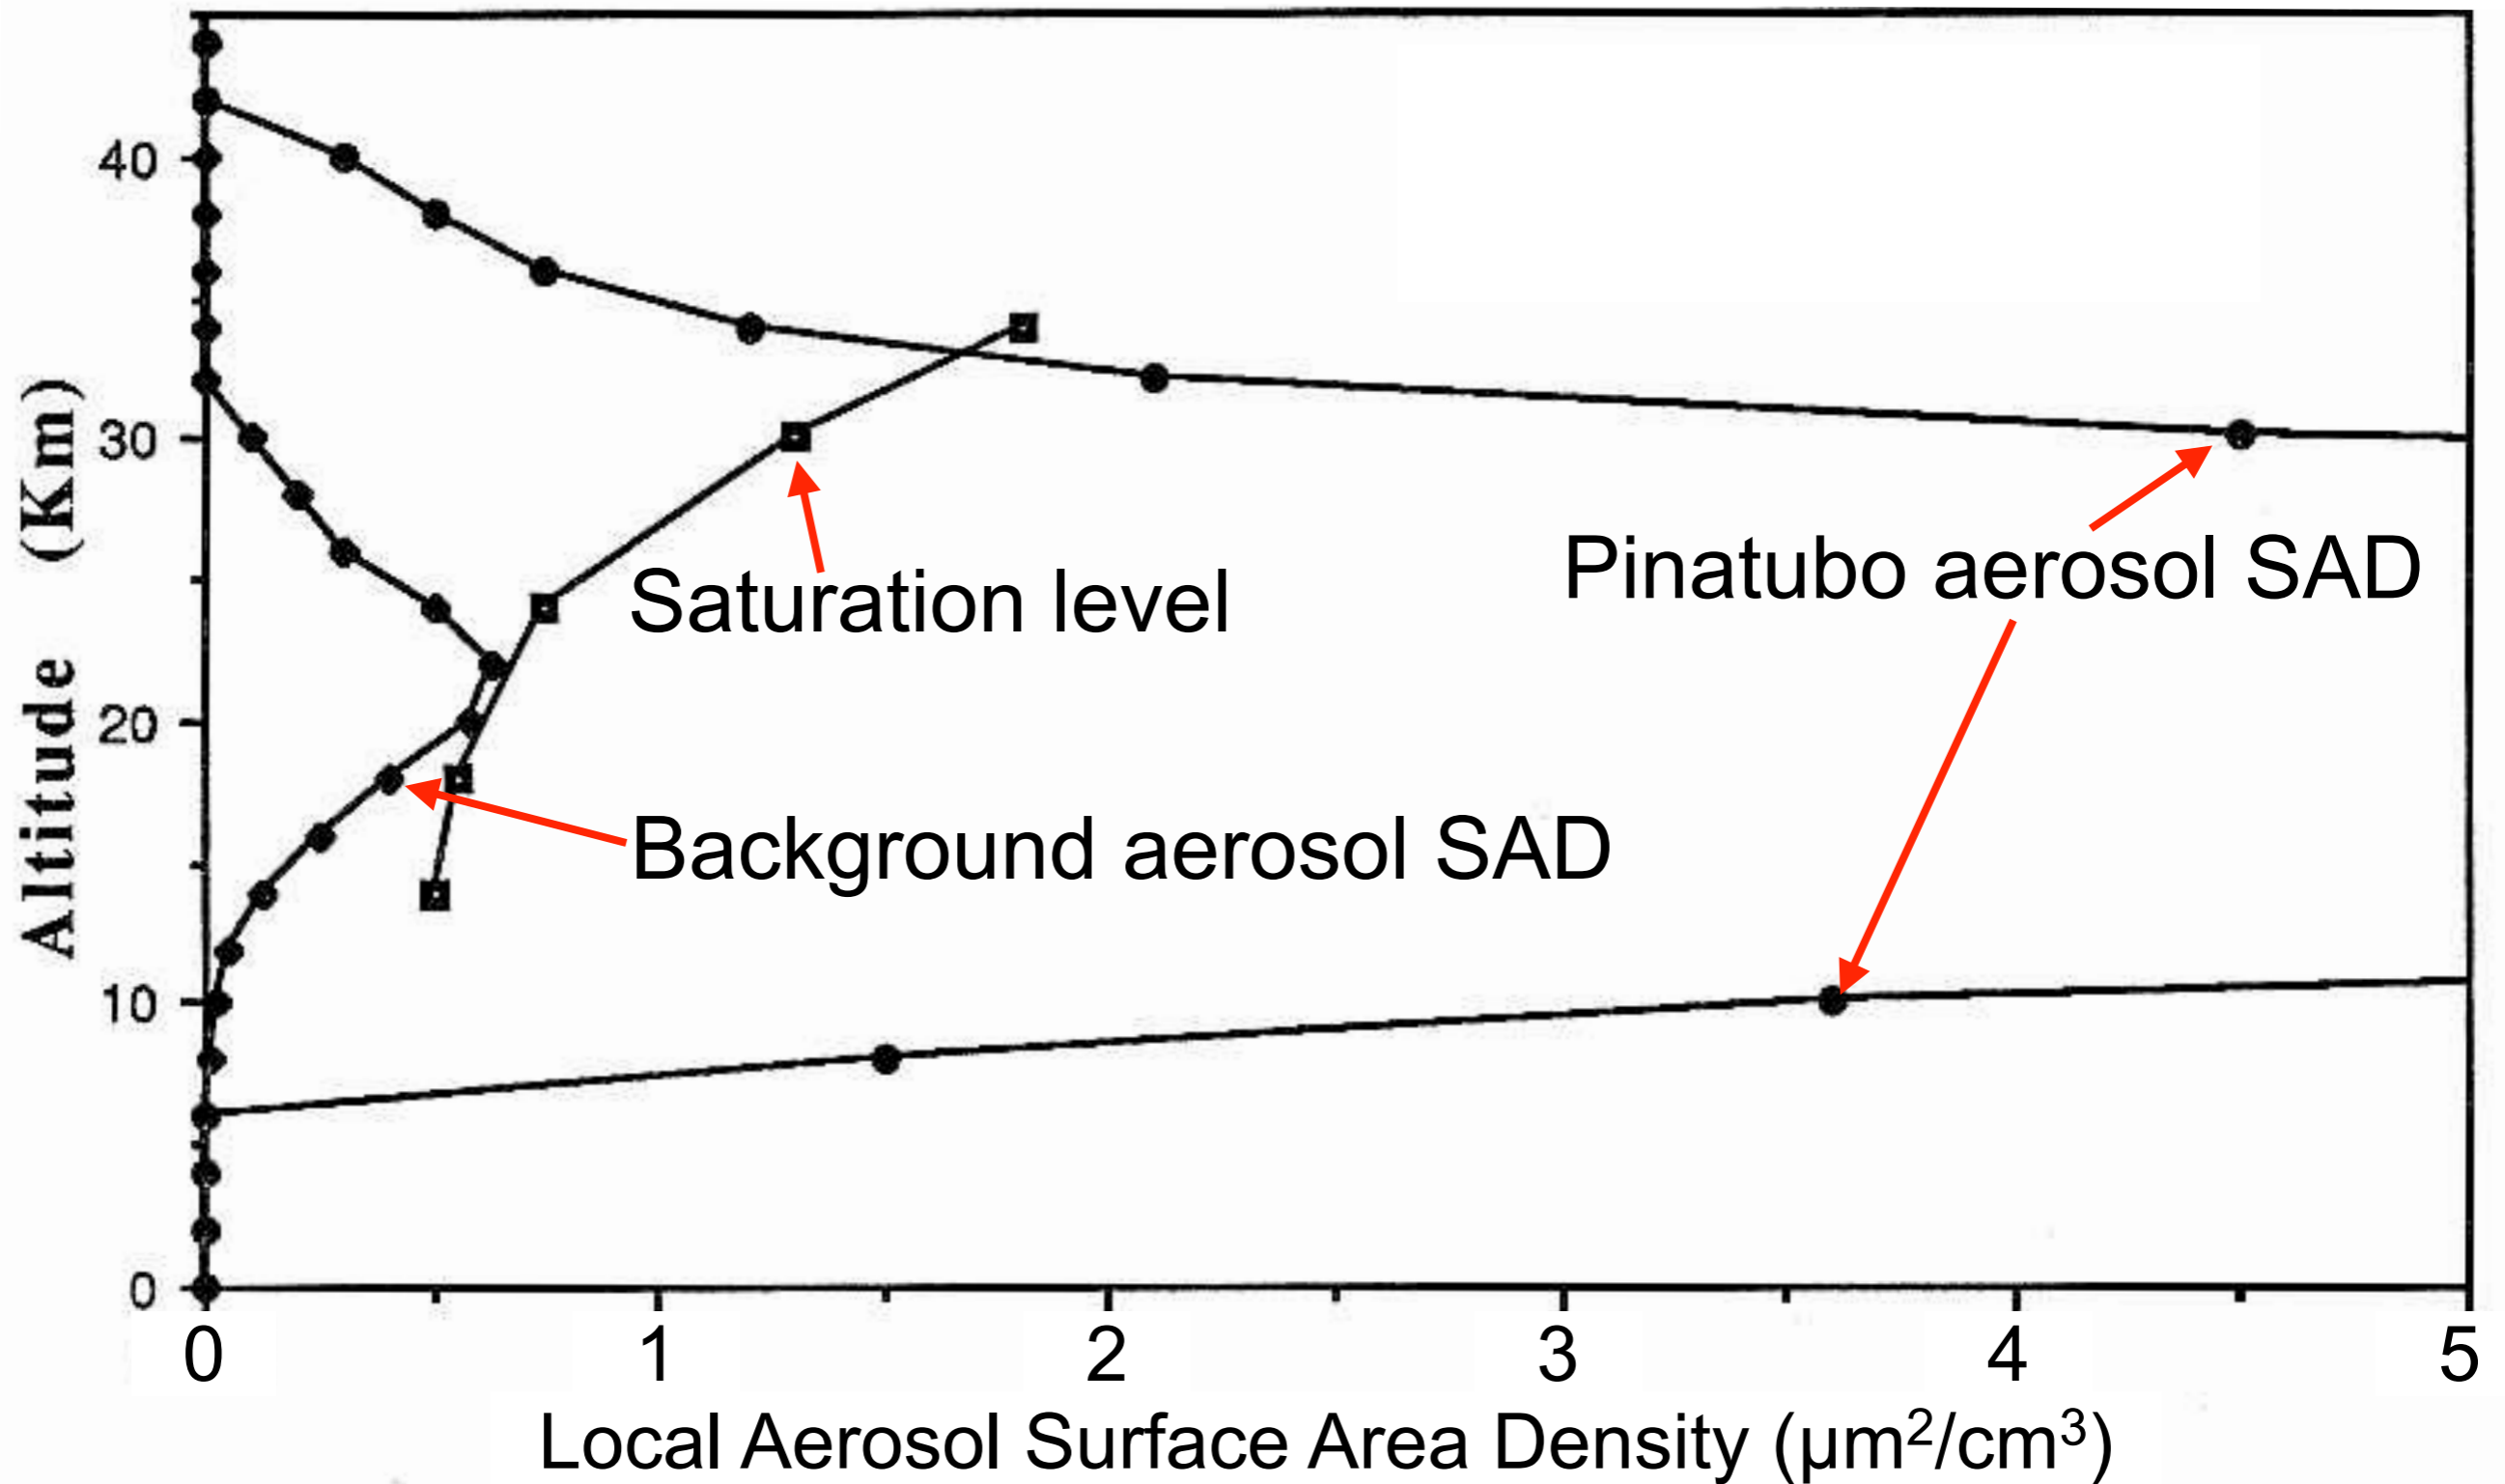 40
30
20
10
0
Altitude (Km)
Saturation level
Pinatubo aerosol SAD
Background aerosol SAD
0 1 2 3 4 5
Local Aerosol Surface Area Density (μm²/cm³)